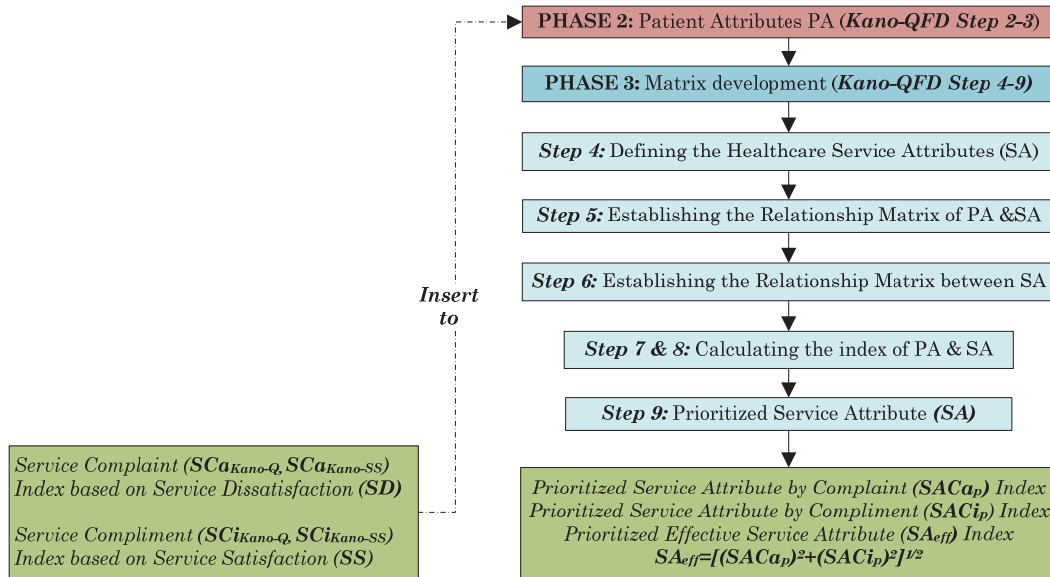 PHASE 2: Patient Attributes PA (Kano-QFD Step 2-3)
PHASE 3: Matrix development (Kano-QFD Step 4-9)
Step 4: Defining the Healthcare Service Attributes (SA)
Step 5: Establishing the Relationship Matrix of PA &SA
Step 6: Establishing the Relationship Matrix between SA
Insert
to
Step 7 & 8: Calculating the index of PA & SA
Step 9: Prioritized Service Attribute (SA)
Service Complaint (SCaKano-Q, SCaKano-SS)
Index based on Service Dissatisfaction (SD)
Service Compliment (SCiKano-Q, SCiKano-SS)
Index based on Service Satisfaction (SS)
Prioritized Service Attribute by Complaint (SACap) Index
Prioritized Service Attribute by Compliment (SACip) Index
Prioritized Effective Service Attribute (SAeff) Index
SAeff=[(SACap)²+(SACip)²]¹/²